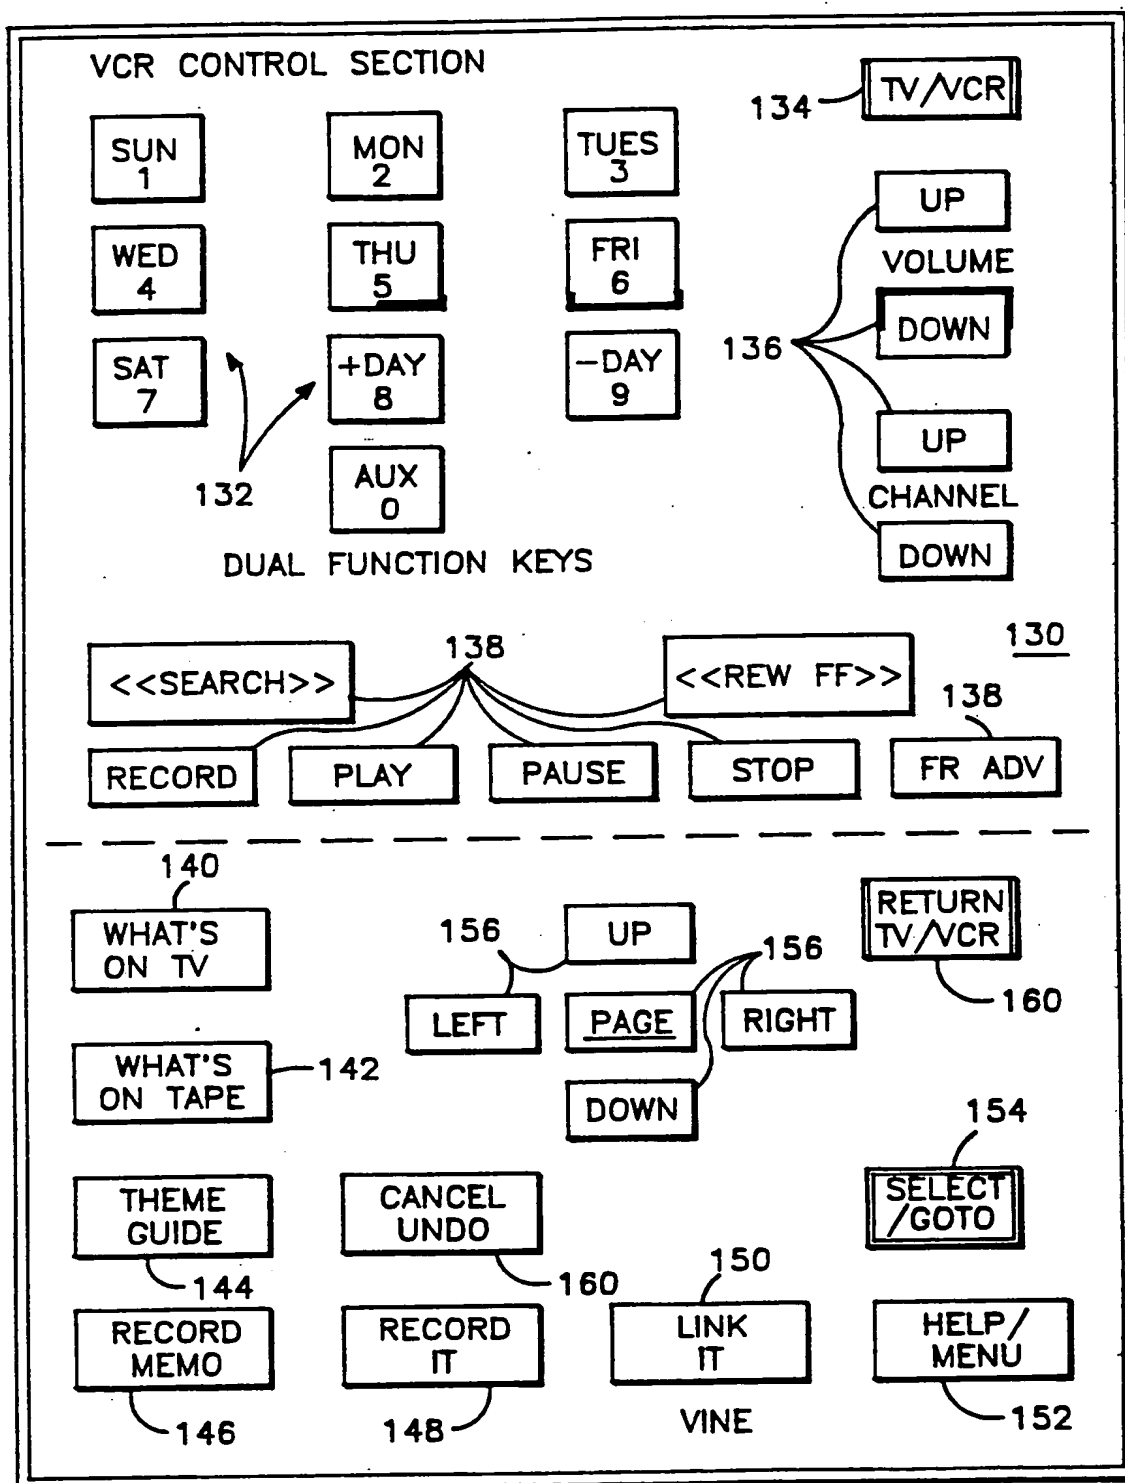 VCR CONTROL SECTION
134
TV/VCR
SUN
1
MON
2
TUES
3
UP
VOLUME
DOWN
WED
4
THU
5
FRI
6
136
SAT
7
+DAY
8
-DAY
9
UP
CHANNEL
DOWN
132
AUX
0
DUAL FUNCTION KEYS
138
130
<<SEARCH>>
<<REW FF>>
138
RECORD
PLAY
PAUSE
STOP
FR ADV
140
WHAT'S
ON TV
156
UP
156
RETURN
TV/VCR
160
LEFT
PAGE
RIGHT
WHAT'S
ON TAPE
142
DOWN
154
THEME
GUIDE
144
CANCEL
UNDO
160
SELECT
/GOTO
150
RECORD
MEMO
146
RECORD
IT
148
LINK
IT
VINE
HELP/
MENU
152